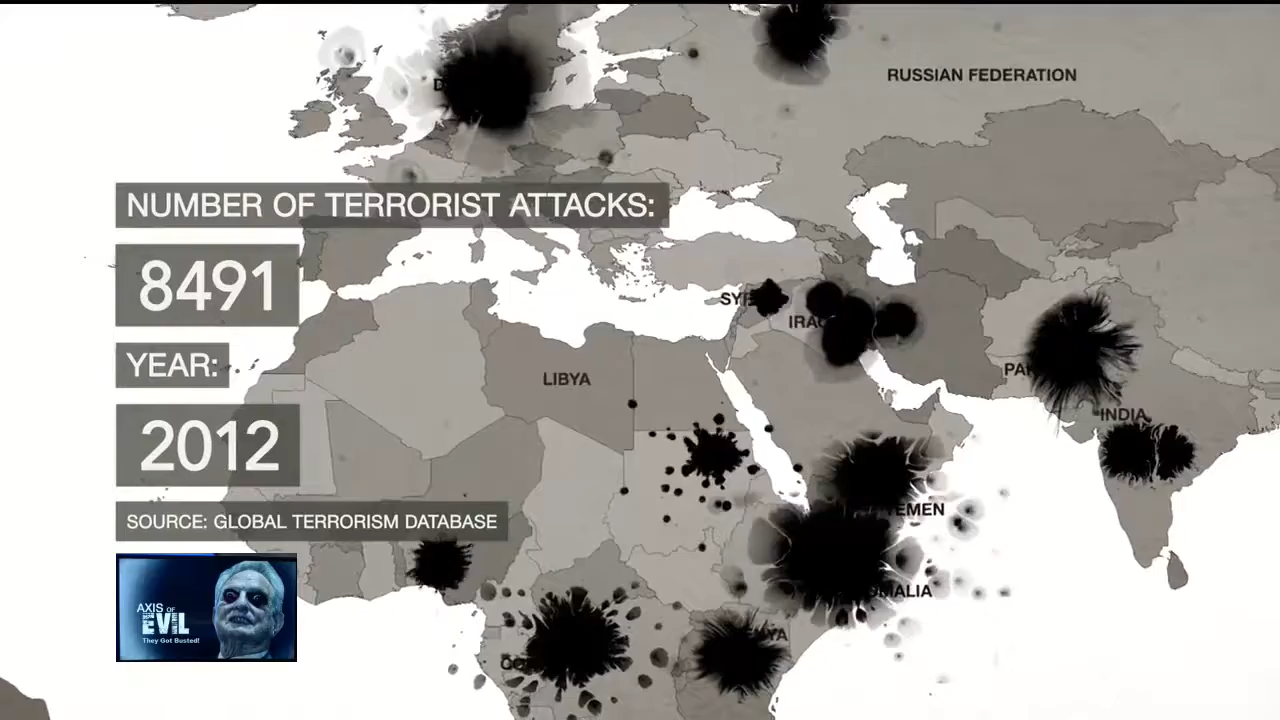 RUSSIAN FEDERATION
NUMBER OF TERRORIST ATTACKS:
8491
YEAR:
2012
SOURCE: GLOBAL TERRORISM DATABASE
LIBYA
INDIA
AXIS OF
EVIL
They Got Busted!